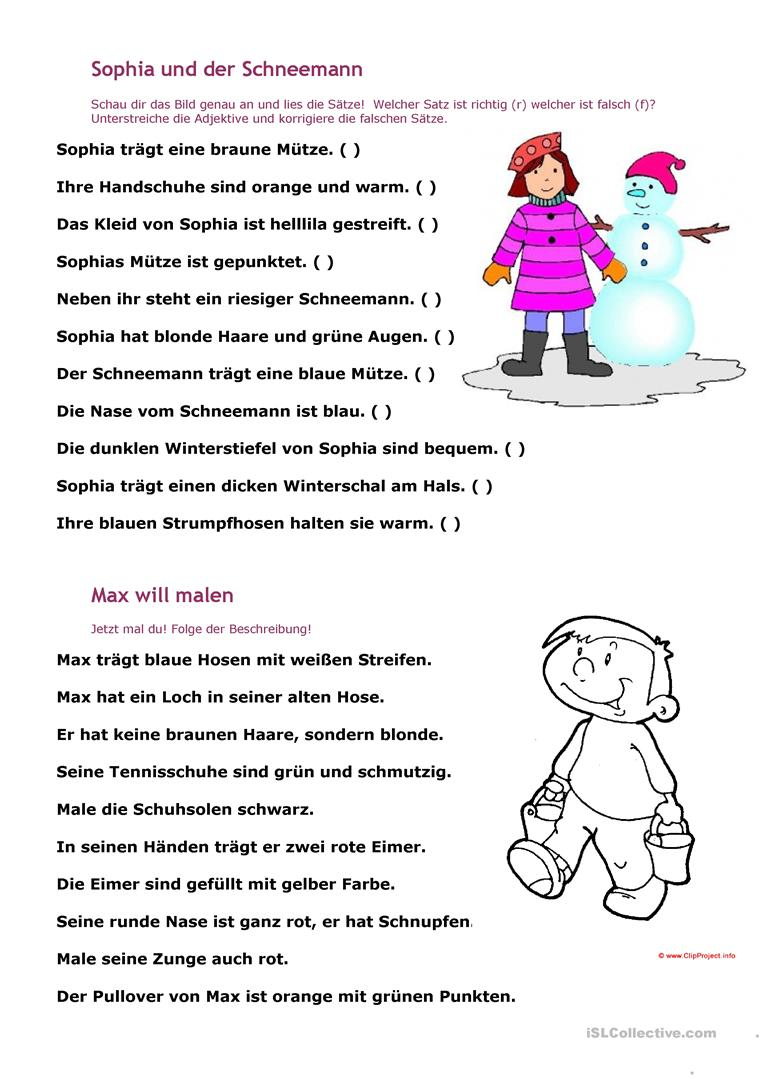 Sophia und der Schneemann
Schau dir das Bild genau an und lies die Sätze! Welcher Satz ist richtig (r) welcher ist falsch (f)?
Unterstreiche die Adjektive und korrigiere die falschen Sätze.
Sophia trägt eine braune Mütze. ( )
Ihre Handschuhe sind orange und warm. ( )
Das Kleid von Sophia ist helllila gestreift. ( )
Sophias Mütze ist gepunktet. ( )
Neben ihr steht ein riesiger Schneemann. ( )
Sophia hat blonde Haare und grüne Augen. ( )
Der Schneemann trägt eine blaue Mütze. ( )
Die Nase vom Schneemann ist blau. ( )
Die dunklen Winterstiefel von Sophia sind bequem. ( )
Sophia trägt einen dicken Winterschal am Hals. ( )
Ihre blauen Strumpfhosen halten sie warm. ( )
Max will malen
Jetzt mal du! Folge der Beschreibung!
Max trägt blaue Hosen mit weißen Streifen.
Max hat ein Loch in seiner alten Hose.
Er hat keine braunen Haare, sondern blonde.
Seine Tennisschuhe sind grün und schmutzig.
Male die Schuhsolen schwarz.
In seinen Händen trägt er zwei rote Eimer.
Die Eimer sind gefüllt mit gelber Farbe.
Seine runde Nase ist ganz rot, er hat Schnupfen.
Male seine Zunge auch rot.
© www.ClipProject.info
Der Pullover von Max ist orange mit grünen Punkten.
iSLCollective.com